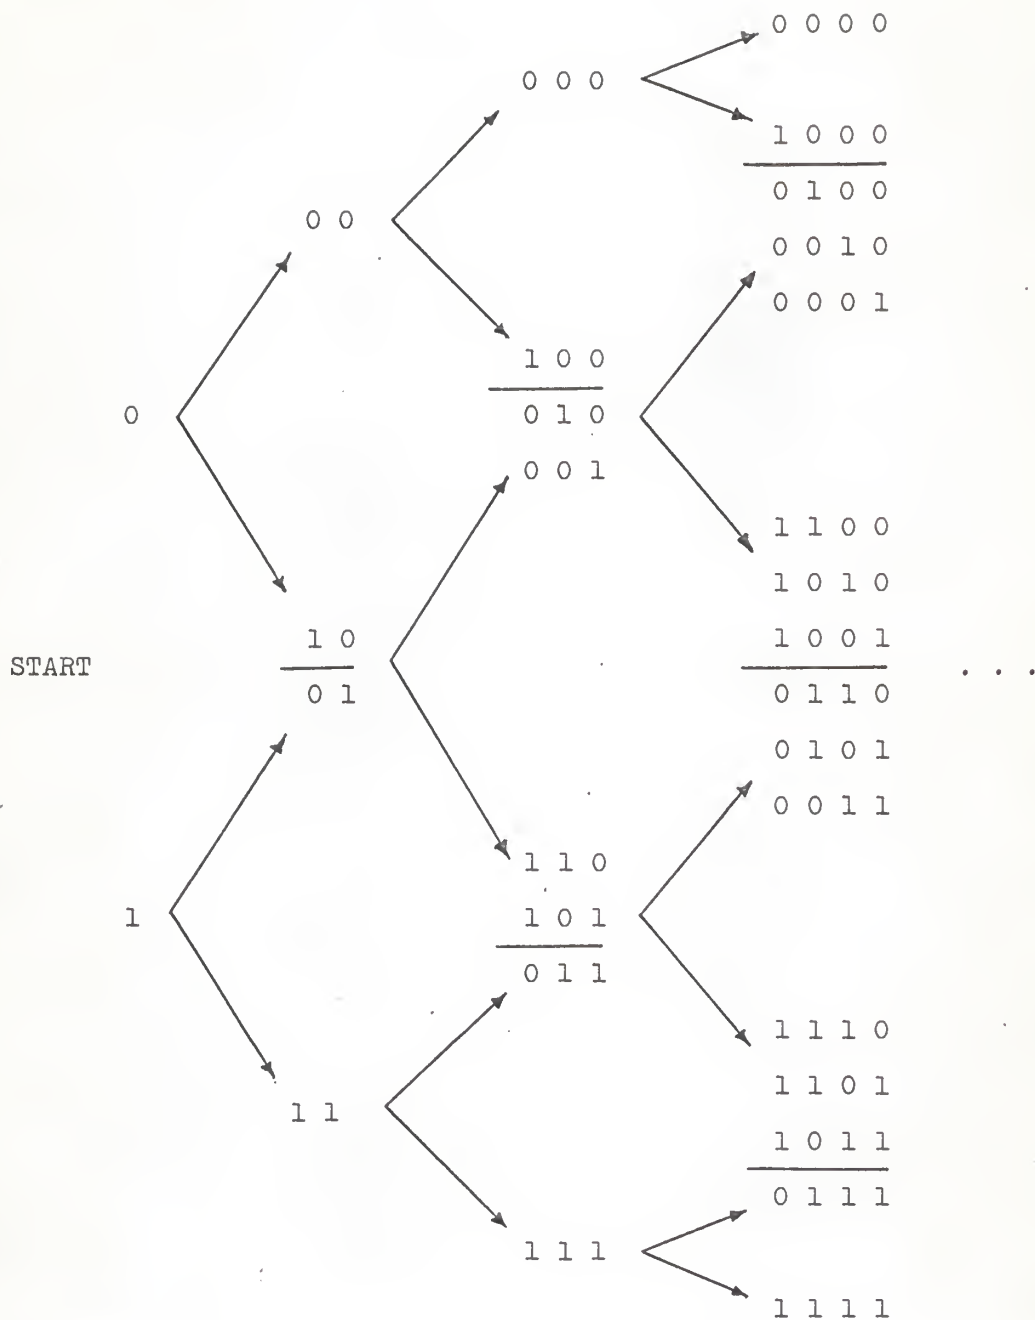 START
0
1
0 0
1 0
0 1
1 1
0 0 0
1 0 0
0 1 0
0 0 1
1 1 0
1 0 1
0 1 1
1 1 1
0 0 0 0
1 0 0 0
0 1 0 0
0 0 1 0
0 0 0 1
1 1 0 0
1 0 1 0
1 0 0 1
0 1 1 0
0 1 0 1
0 0 1 1
1 1 1 0
1 1 0 1
1 0 1 1
0 1 1 1
1 1 1 1
. . .